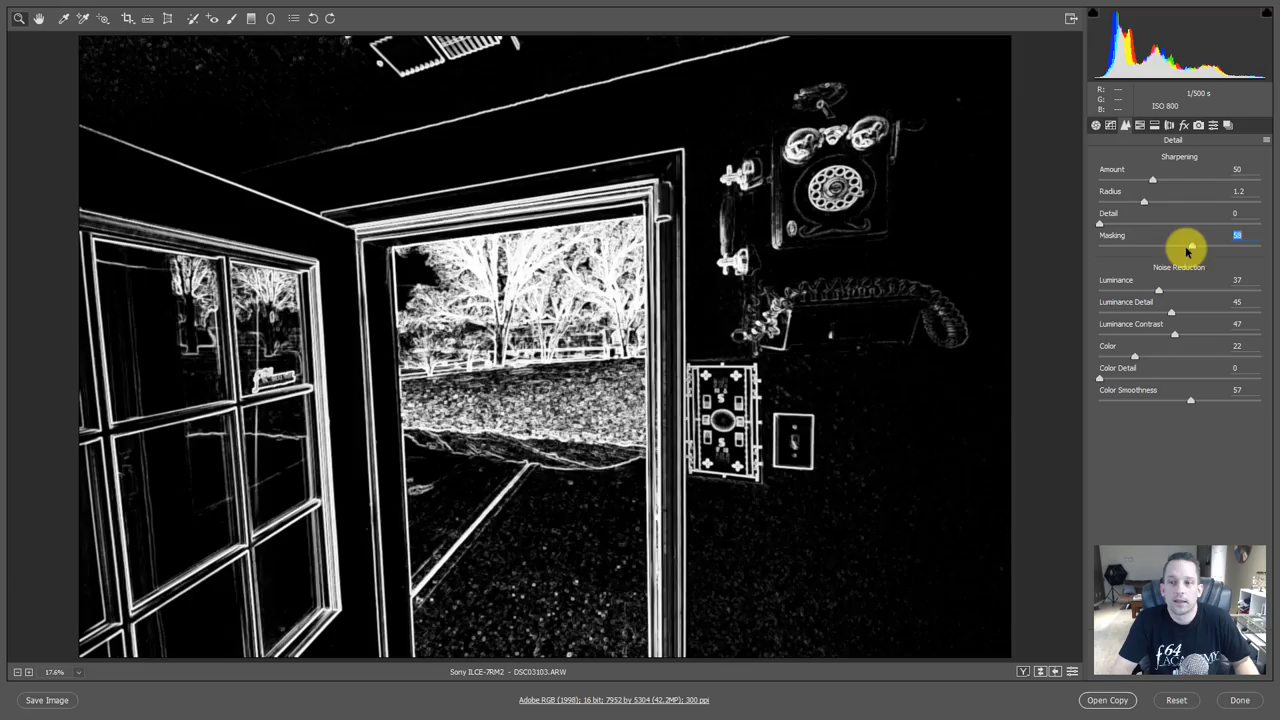 R: ---
G: ---
B: ---
1/500 s
ISO 800
Detail
Sharpening
Amount 50
Radius 1.2
Detail 0
Masking 58
Noise Reduction
Luminance 37
Luminance Detail 45
Luminance Contrast 47
Color 22
Color Detail 0
Color Smoothness 57
f64
ACADEMY
17.6%
Sony ILCE-7RM2 - DSC03103.ARW
Y
Save Image
Adobe RGB (1998); 16 bit; 7952 by 5304 (42.2MP); 300 ppi
Open Copy
Reset
Done